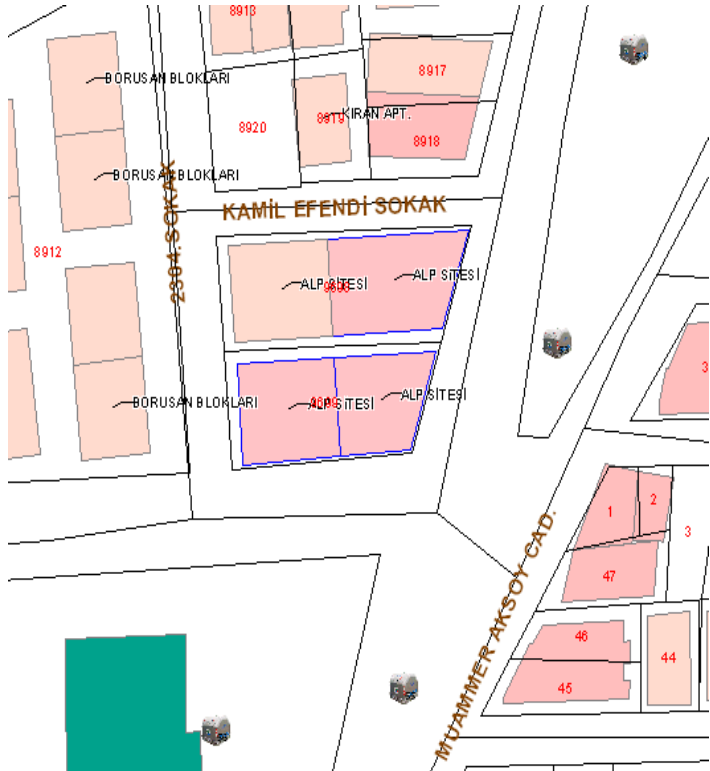 8913
8917
BORUSAN BLOKLARI
8920
8919
KIRAN APT.
8918
BORUSAN BLOKLARI
2304.SOKAK
KAMİL EFENDİ SOKAK
8912
ALP SİTESİ
ALP SİTESİ
BORUSAN BLOKLARI
ALP SİTESİ
ALP SİTESİ
3
1
2
3
47
MUAMMER AKSOY CAD.
46
44
45